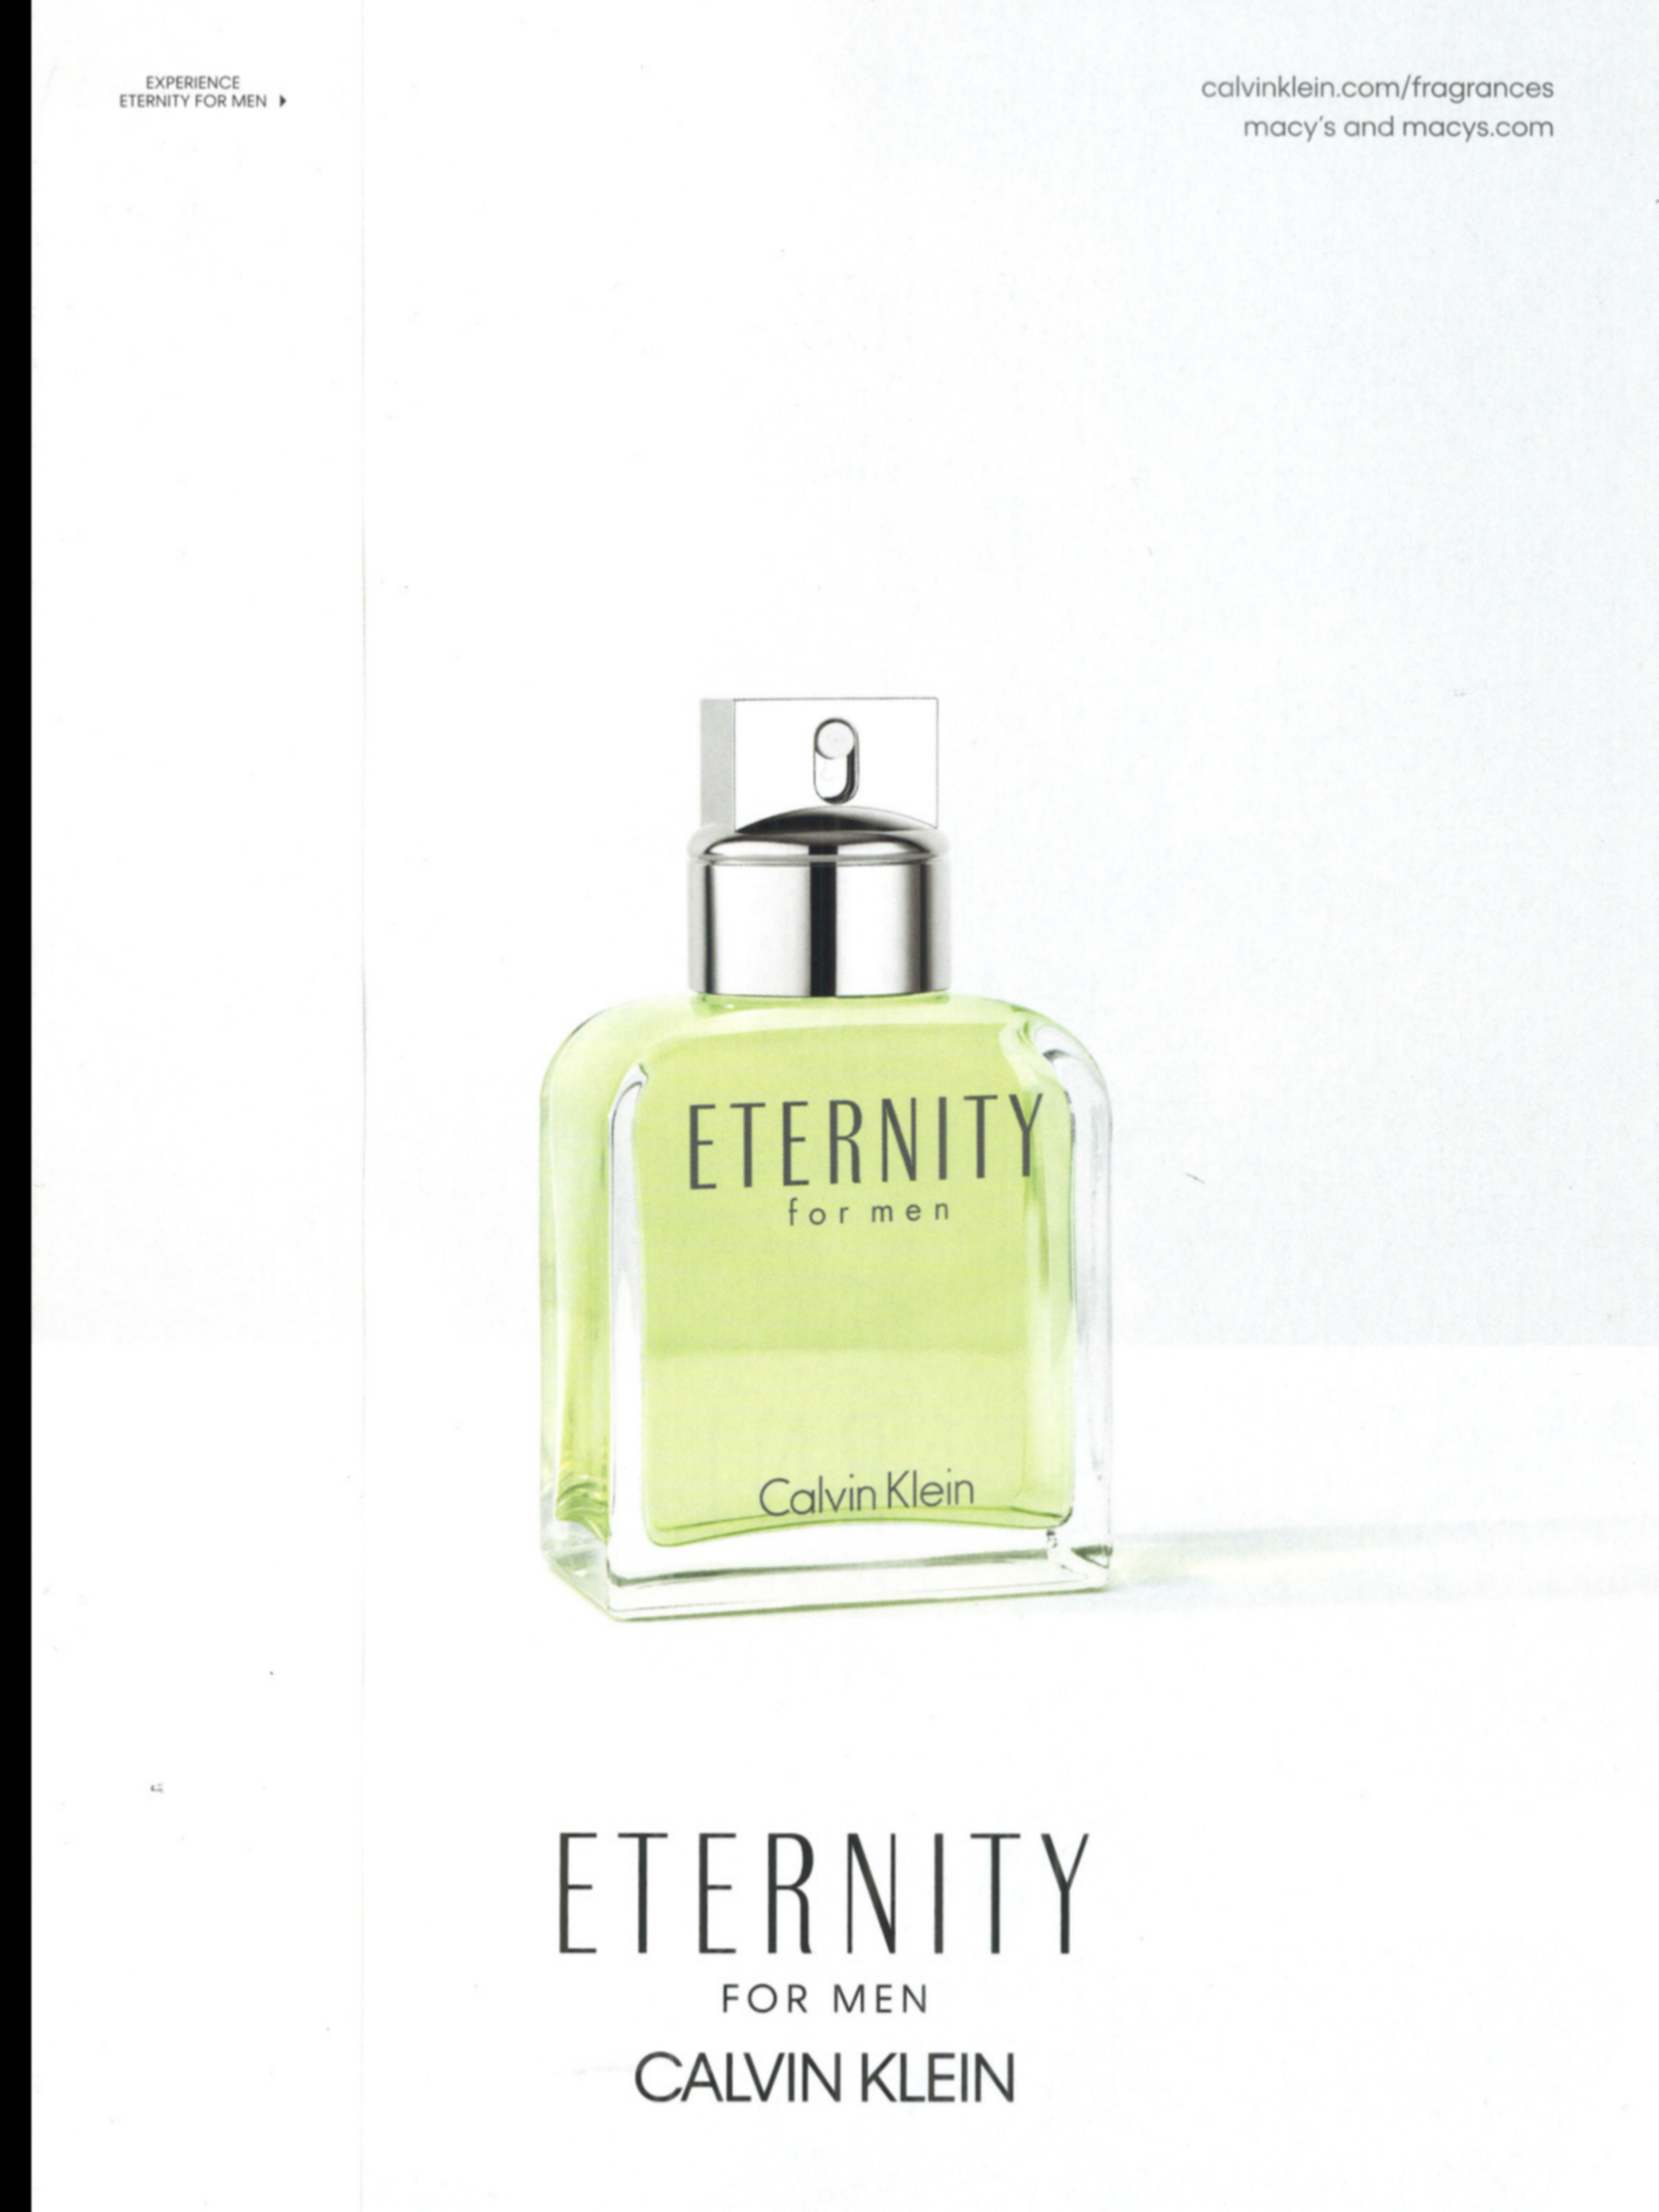 EXPERIENCE
ETERNITY FOR MEN
calvinklein.com/fragrances
macy's and macys.com
ETERNITY
for men
Calvin Klein
ETERNITY
FOR MEN
CALVIN KLEIN